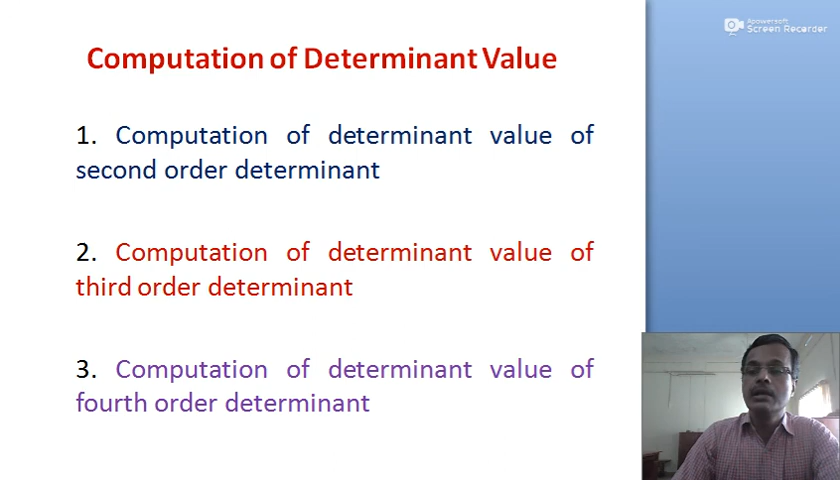 Apowersoft
Screen Recorder
Computation of Determinant Value
1. Computation of determinant value of
second order determinant
2. Computation of determinant value of
third order determinant
3. Computation of determinant value of
fourth order determinant